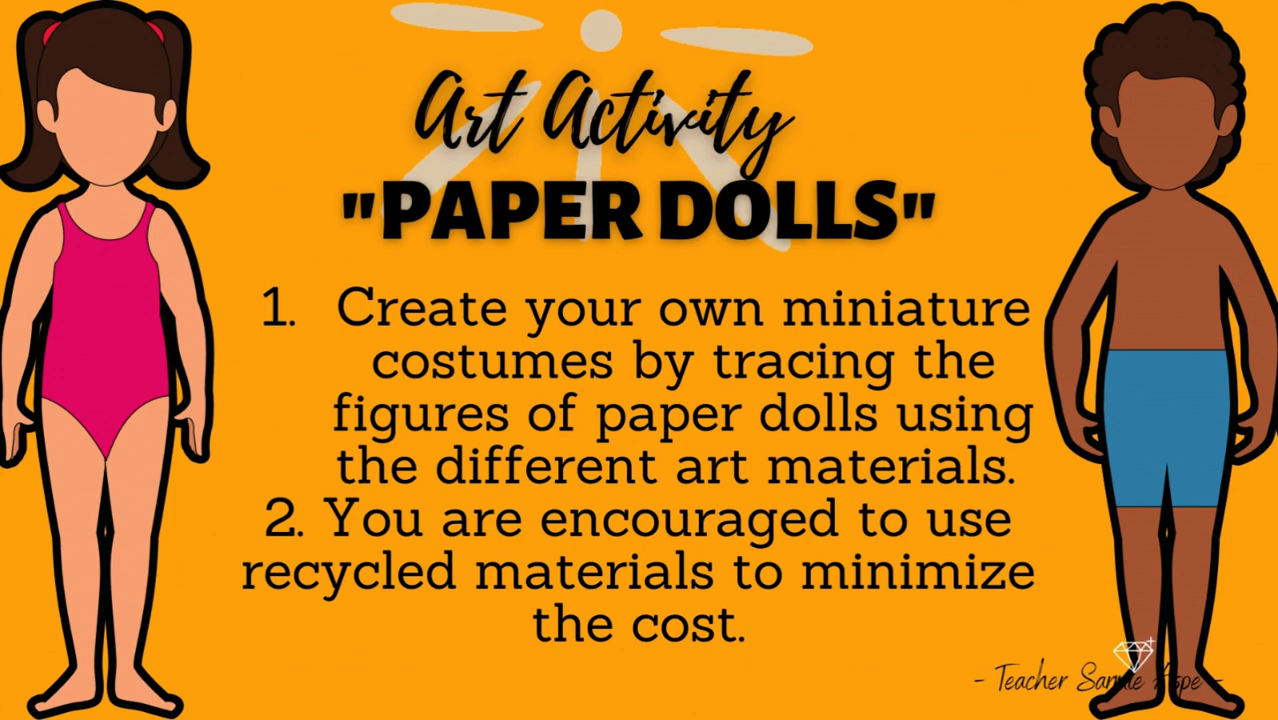 Art Activity
"PAPER DOLLS"
1. Create your own miniature
costumes by tracing the
figures of paper dolls using
the different art materials.
2. You are encouraged to use
recycled materials to minimize
the cost.
- Teacher